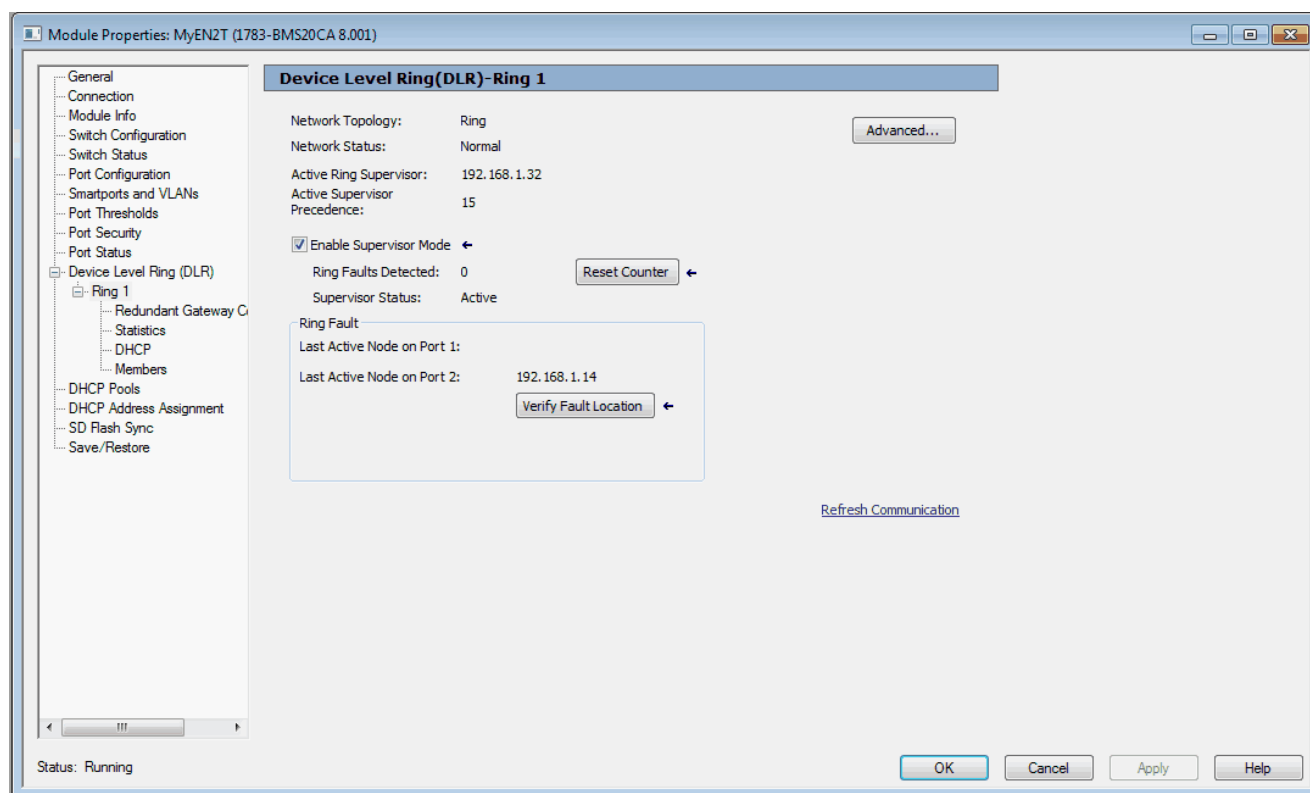 Module Properties: MyEN2T (1783-BMS20CA 8.001)
General
Connection
Module Info
Switch Configuration
Switch Status
Port Configuration
Smartports and VLANs
Port Thresholds
Port Security
Port Status
Device Level Ring (DLR)
Ring 1
Redundant Gateway C
Statistics
DHCP
Members
DHCP Pools
DHCP Address Assignment
SD Flash Sync
Save/Restore
Device Level Ring(DLR)-Ring 1
Network Topology: Ring
Advanced...
Network Status: Normal
Active Ring Supervisor: 192.168.1.32
Active Supervisor
Precedence: 15
Enable Supervisor Mode
Ring Faults Detected: 0 Reset Counter
Supervisor Status: Active
Ring Fault
Last Active Node on Port 1:
Last Active Node on Port 2: 192.168.1.14
Verify Fault Location
Refresh Communication
Status: Running
OK Cancel Apply Help